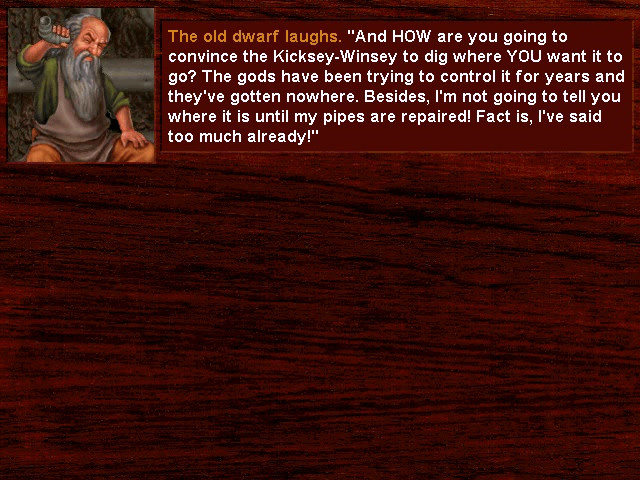 The old dwarf laughs. "And HOW are you going to
convince the Kicksey-Winsey to dig where YOU want it to
go? The gods have been trying to control it for years and
they've gotten nowhere. Besides, I'm not going to tell you
where it is until my pipes are repaired! Fact is, I've said
too much already!"